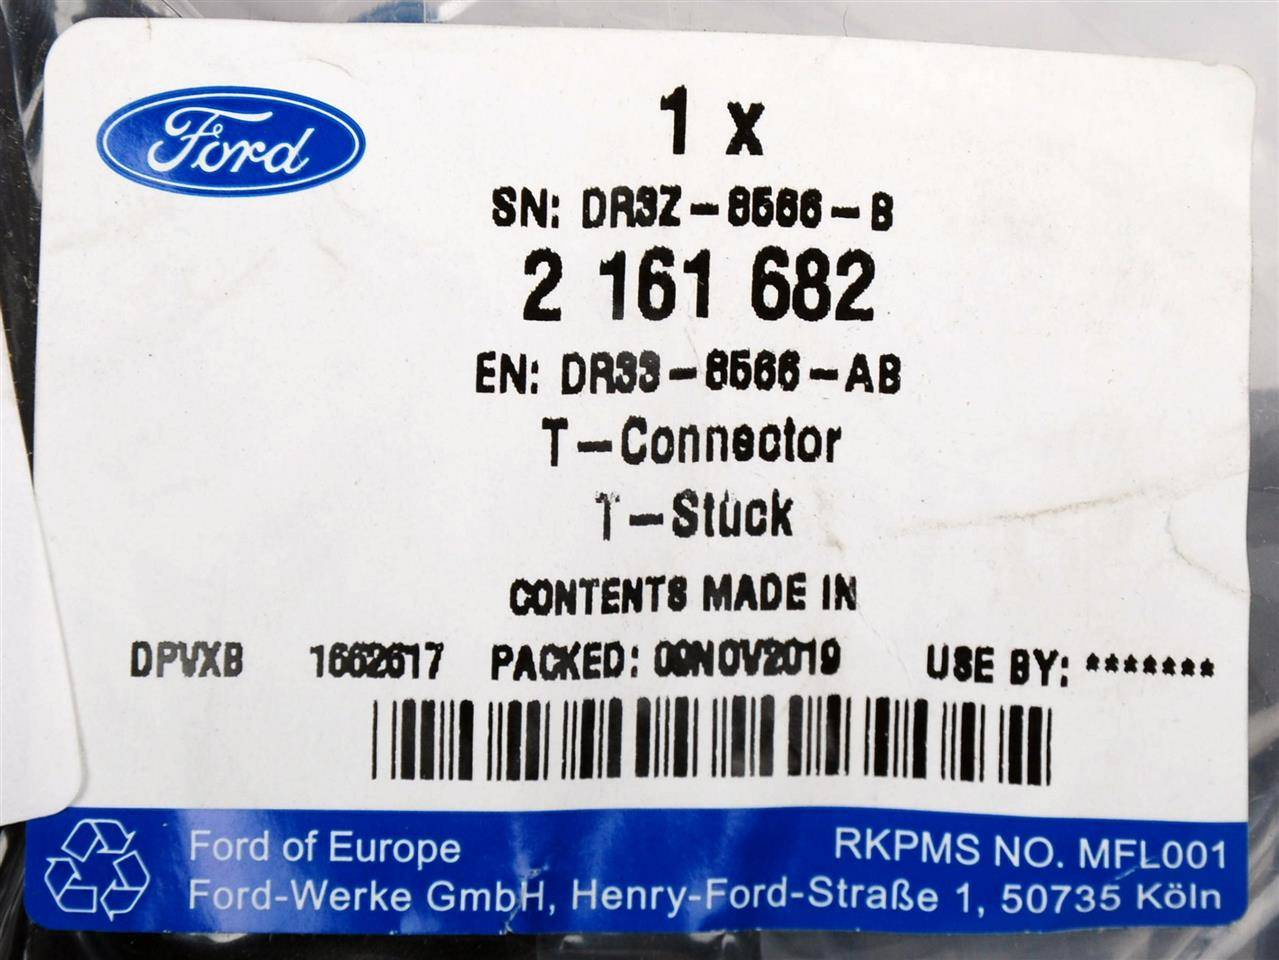 Ford
1 x
SN: DR3Z-8566-B
2 161 682
EN: DR33-8566-AB
T-Connector
T-Stück
CONTENTS MADE IN
DPVXB 1662617 PACKED: USE BY: *******
Ford of Europe RKPMS NO. MFL001
Ford-Werke GmbH, Henry-Ford-Straße 1, 50735 Köln